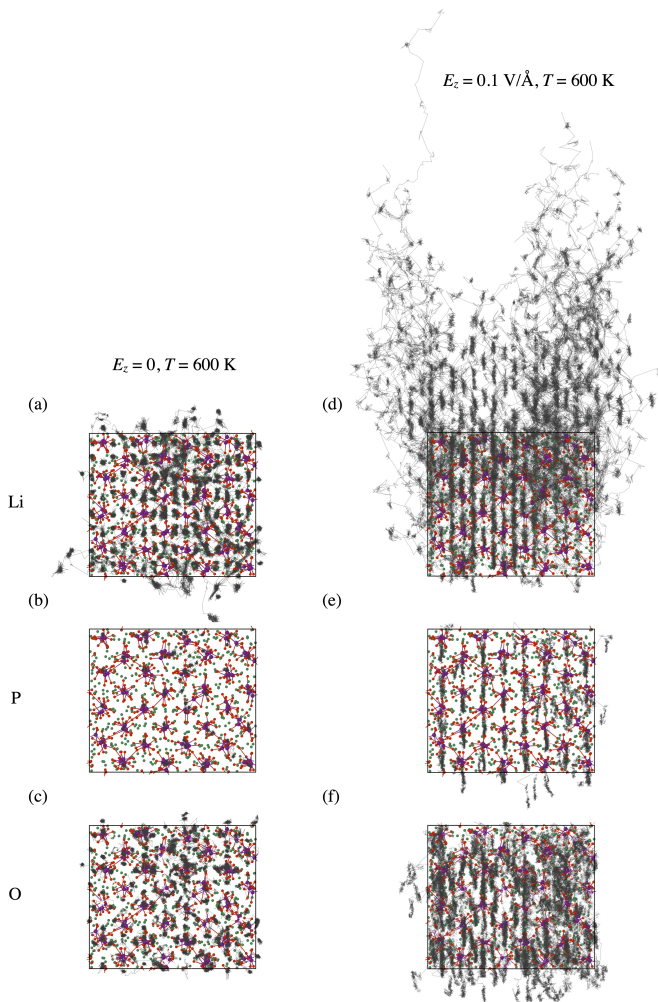 E_z = 0.1 V/Å, T = 600 K
E_z = 0, T = 600 K
(a)
(d)
Li
(b)
(e)
P
(c)
(f)
O